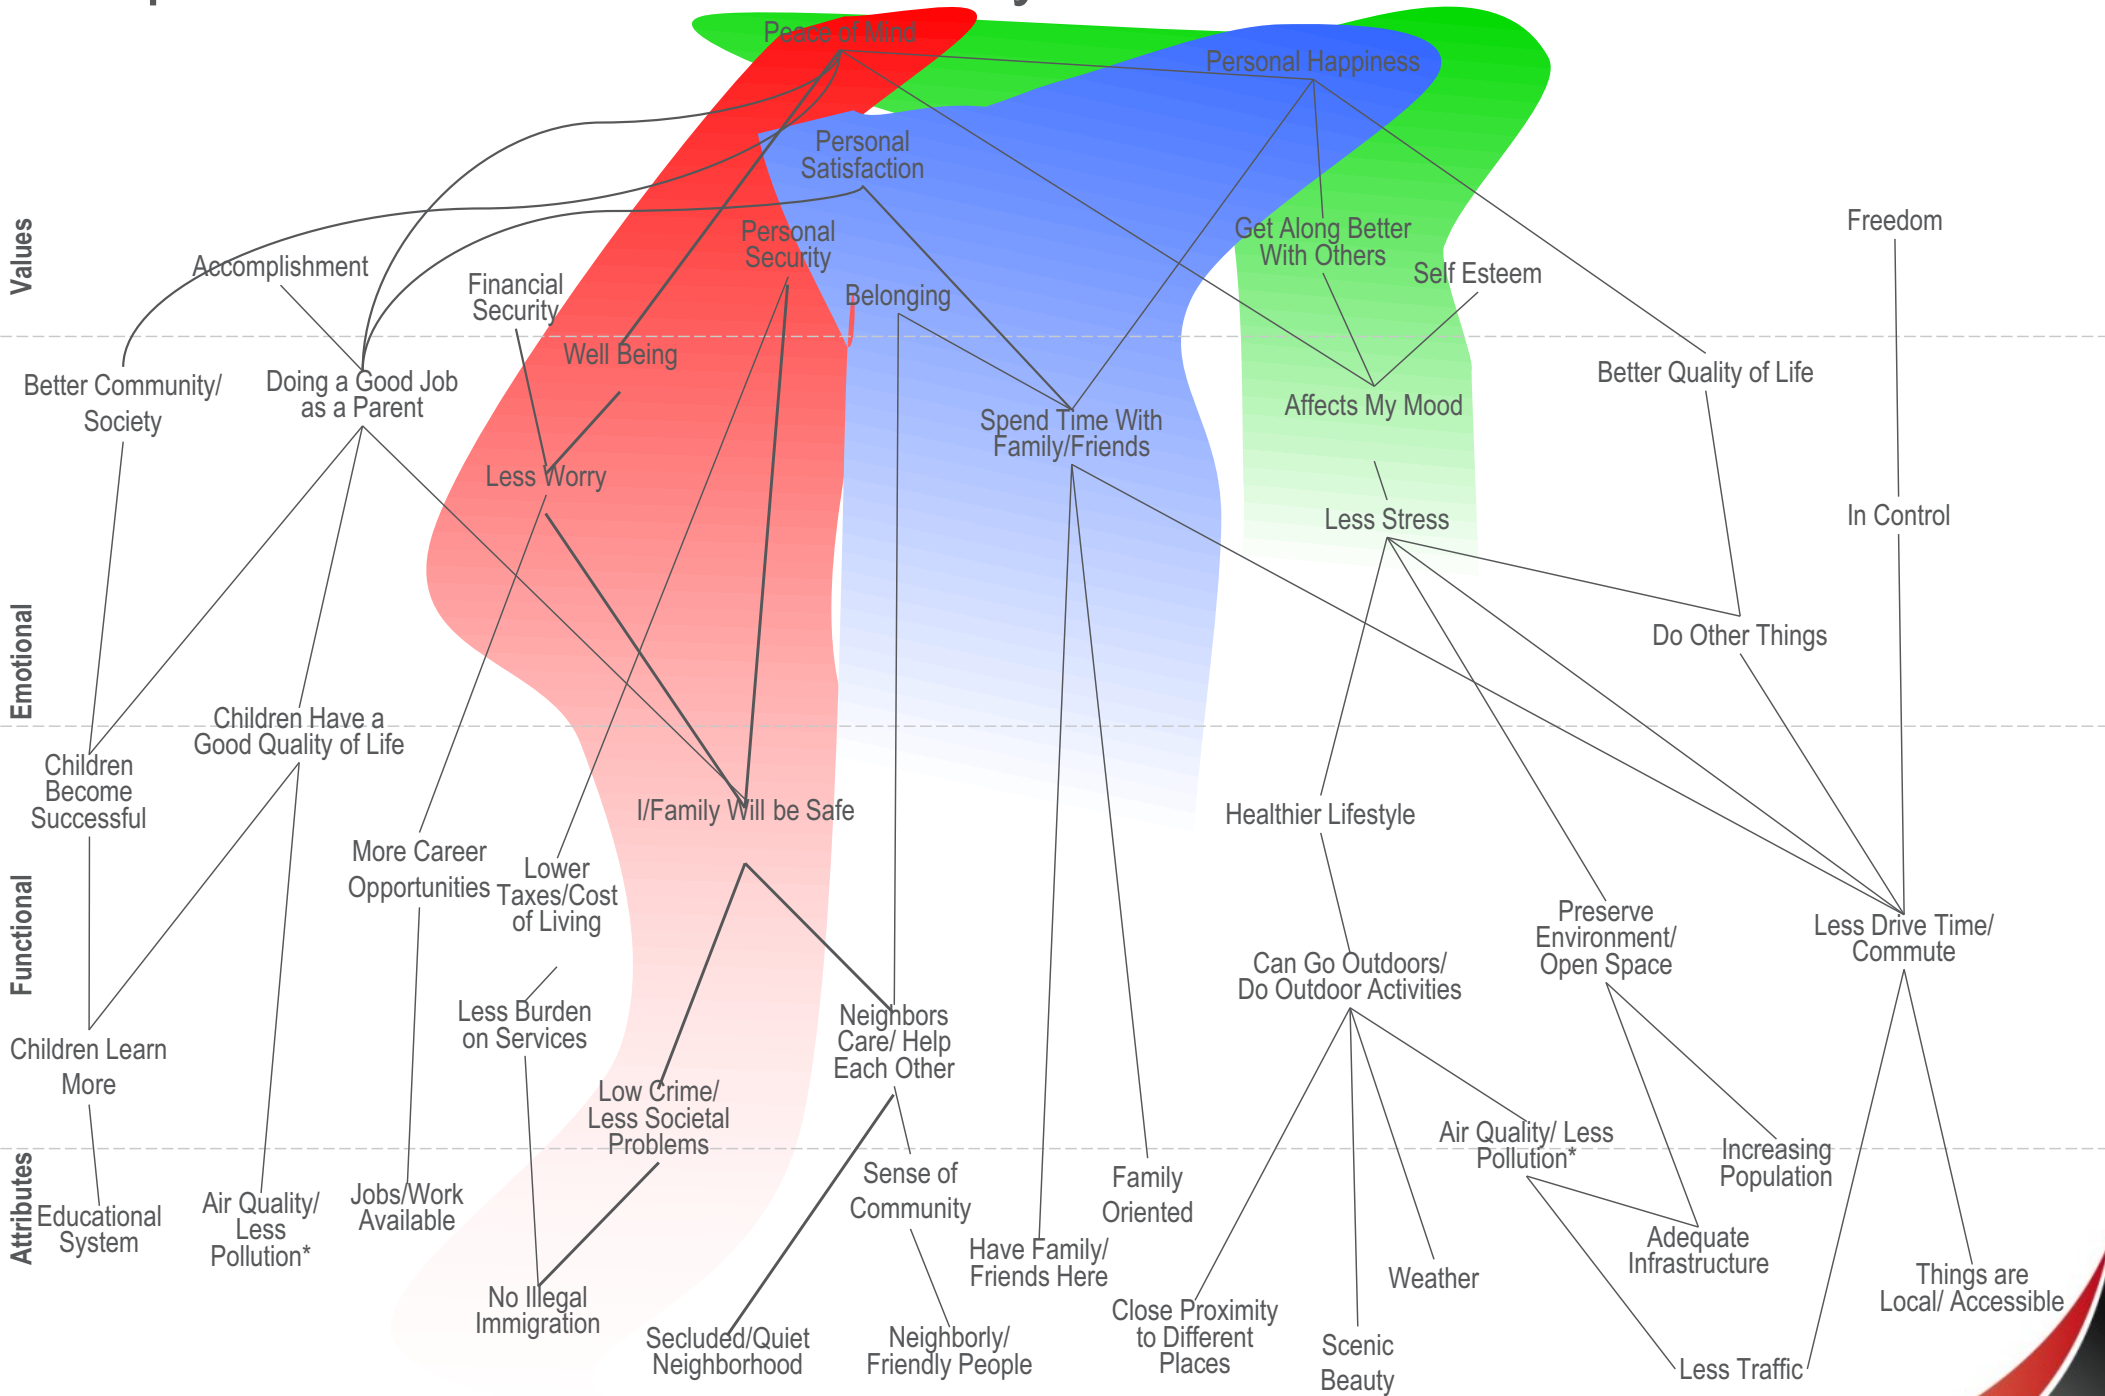 Peace of Mind
Personal Happiness
Personal
Satisfaction
Values
Accomplishment
Financial
Security
Personal
Security
Belonging
Get Along Better
With Others
Self Esteem
Freedom
Well Being
Better Community/
Society
Doing a Good Job
as a Parent
Less Worry
Spend Time With
Family/Friends
Affects My Mood
Better Quality of Life
Less Stress
In Control
Emotional
Do Other Things
Children Have a
Good Quality of Life
Children
Become
Successful
I/Family Will be Safe
Healthier Lifestyle
More Career
Opportunities
Lower
Taxes/Cost
of Living
Functional
Preserve
Environment/
Open Space
Less Drive Time/
Commute
Can Go Outdoors/
Do Outdoor Activities
Less Burden
on Services
Neighbors
Care/ Help
Each Other
Children Learn
More
Low Crime/
Less Societal
Problems
Air Quality/ Less
Pollution*
Increasing
Population
Attributes
Educational
System
Air Quality/
Less
Pollution*
Jobs/Work
Available
Sense of
Community
Family
Oriented
Have Family/
Friends Here
Adequate
Infrastructure
Weather
Things are
Local/ Accessible
No Illegal
Immigration
Secluded/Quiet
Neighborhood
Neighborly/
Friendly People
Close Proximity
to Different
Places
Scenic
Beauty
Less Traffic